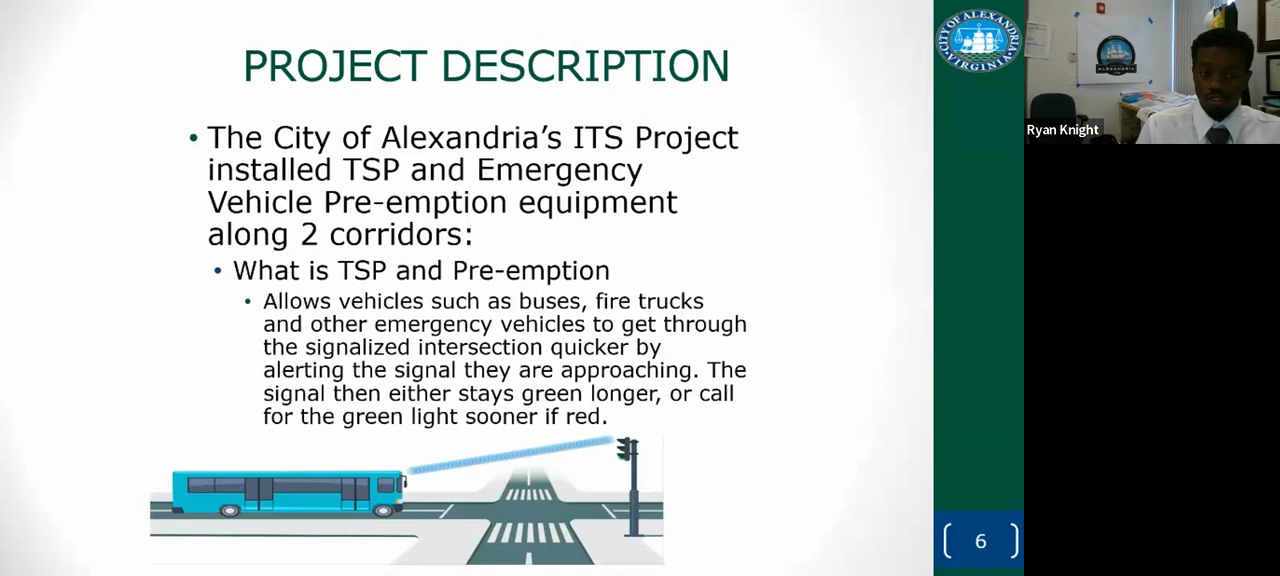 PROJECT DESCRIPTION
• The City of Alexandria’s ITS Project
installed TSP and Emergency
Vehicle Pre-emption equipment
along 2 corridors:
• What is TSP and Pre-emption
• Allows vehicles such as buses, fire trucks
and other emergency vehicles to get through
the signalized intersection quicker by
alerting the signal they are approaching. The
signal then either stays green longer, or call
for the green light sooner if red.
CITY OF ALEXANDRIA
VIRGINIA
6
ALEXANDRIA
Ryan Knight